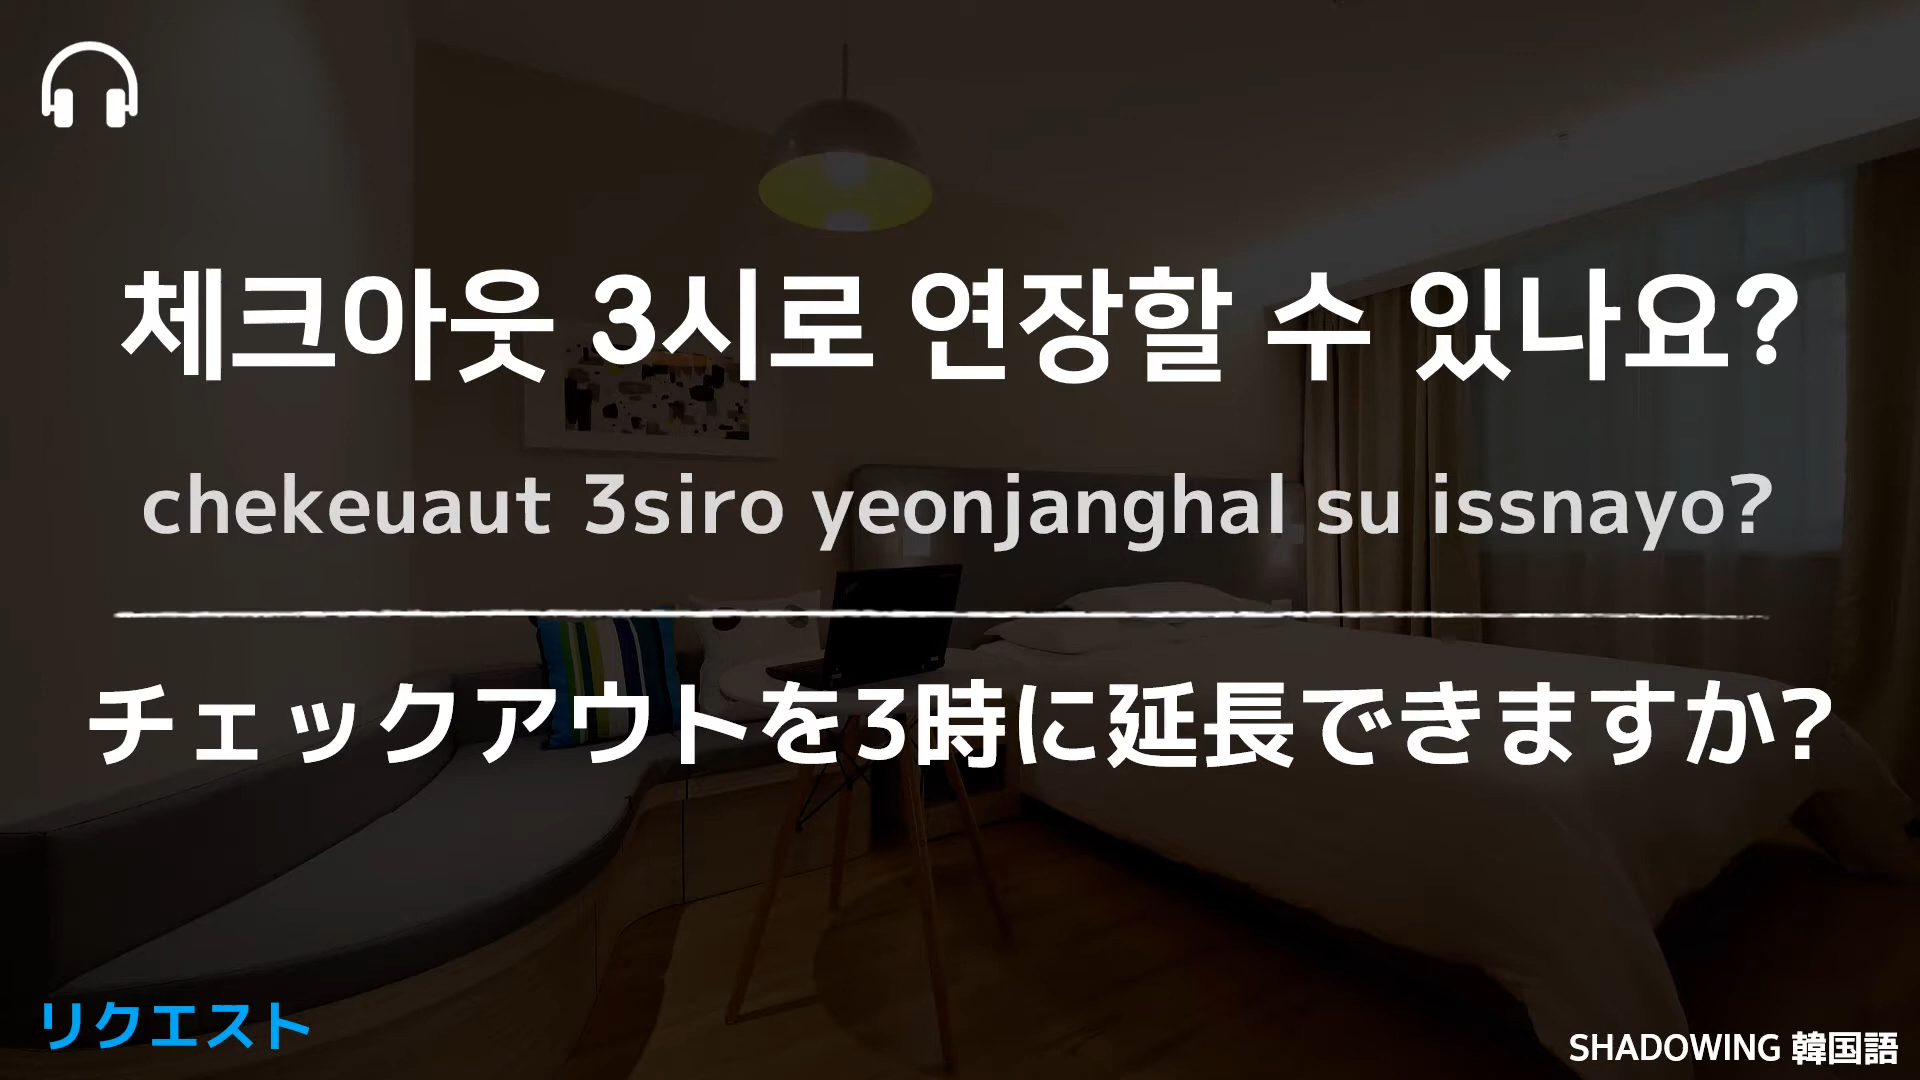 체크아웃 3시로 연장할 수 있나요?
chekeuaut 3siro yeonjanghal su issnayo?
チェックアウトを3時に延長できますか?
リクエスト
SHADOWING 韓国語